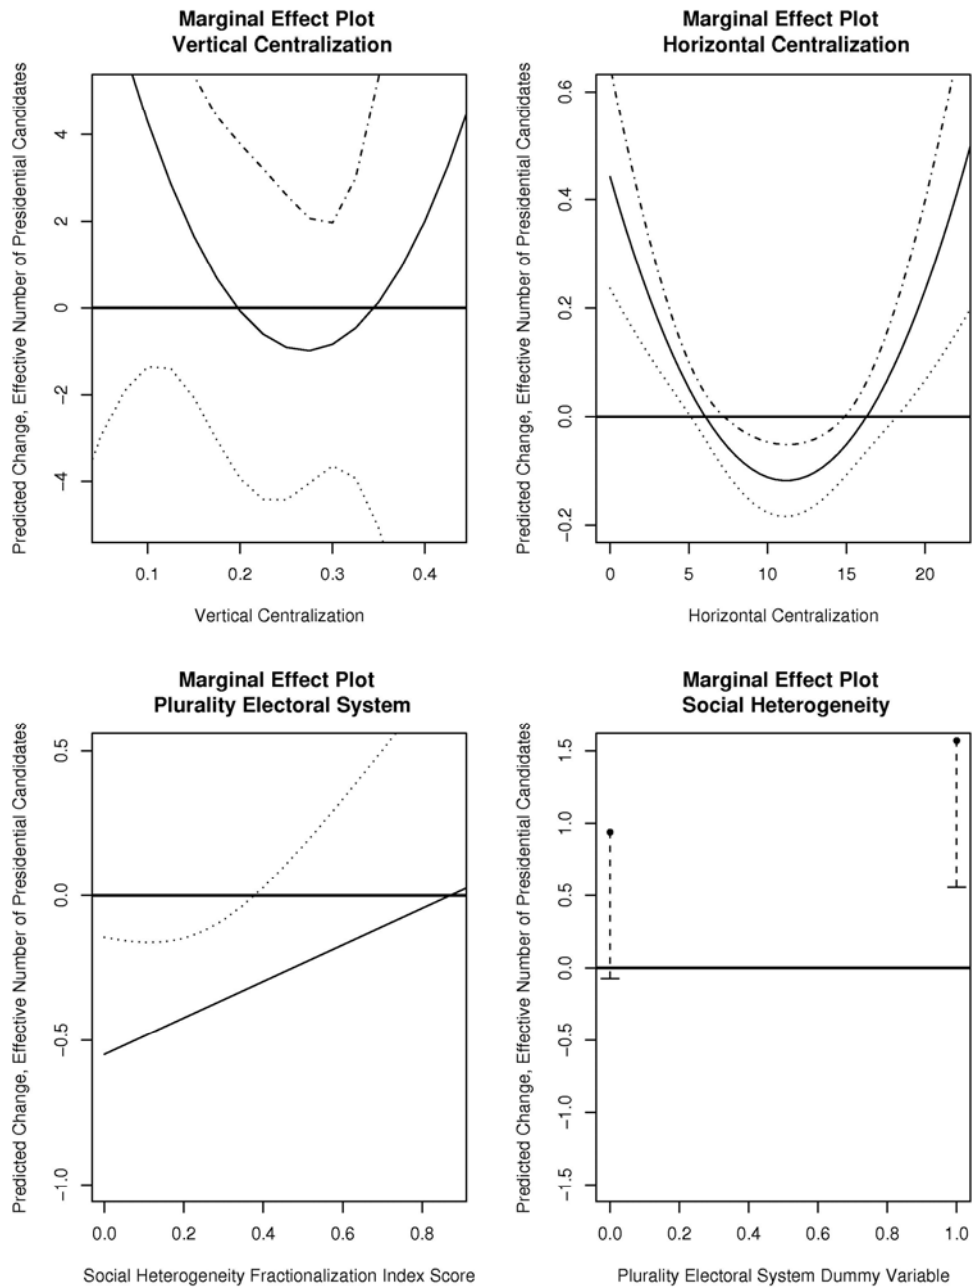 Marginal Effect Plot
Vertical Centralization
Predicted Change, Effective Number of Presidential Candidates
4
2
0
−2
−4
0.1 0.2 0.3 0.4
Vertical Centralization
Marginal Effect Plot
Horizontal Centralization
Predicted Change, Effective Number of Presidential Candidates
0.6
0.4
0.2
0.0
−0.2
0 5 10 15 20
Horizontal Centralization
Marginal Effect Plot
Plurality Electoral System
Predicted Change, Effective Number of Presidential Candidates
0.5
0.0
−0.5
−1.0
0.0 0.2 0.4 0.6 0.8
Social Heterogeneity Fractionalization Index Score
Marginal Effect Plot
Social Heterogeneity
Predicted Change, Effective Number of Presidential Candidates
1.5
1.0
0.5
0.0
−0.5
−1.0
−1.5
0.0 0.2 0.4 0.6 0.8 1.0
Plurality Electoral System Dummy Variable